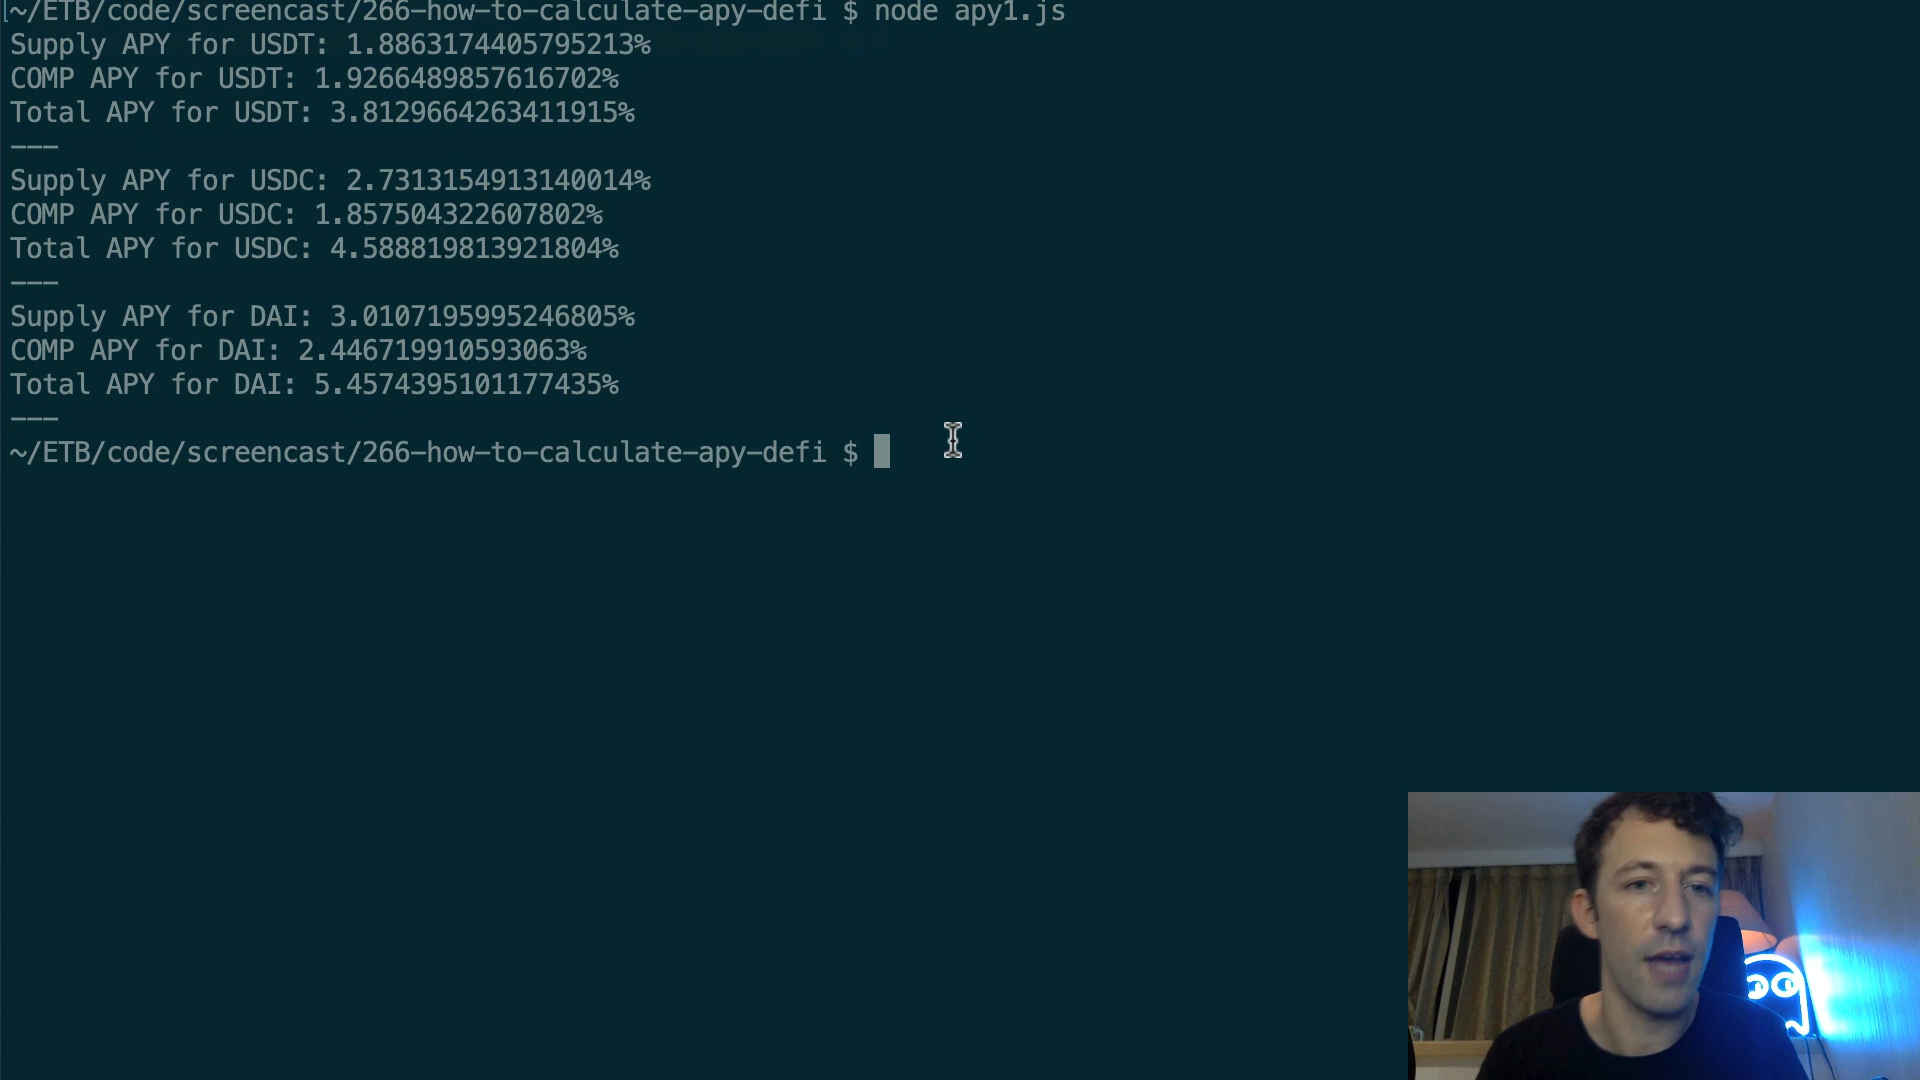 ~/ETB/code/screencast/266-how-to-calculate-apy-defi $ node apy1.js
Supply APY for USDT: 1.8863174405795213%
COMP APY for USDT: 1.9266489857616702%
Total APY for USDT: 3.8129664263411915%
---
Supply APY for USDC: 2.7313154913140014%
COMP APY for USDC: 1.857504322607802%
Total APY for USDC: 4.588819813921804%
---
Supply APY for DAI: 3.0107195995246805%
COMP APY for DAI: 2.446719910593063%
Total APY for DAI: 5.4574395101177435%
---
~/ETB/code/screencast/266-how-to-calculate-apy-defi $